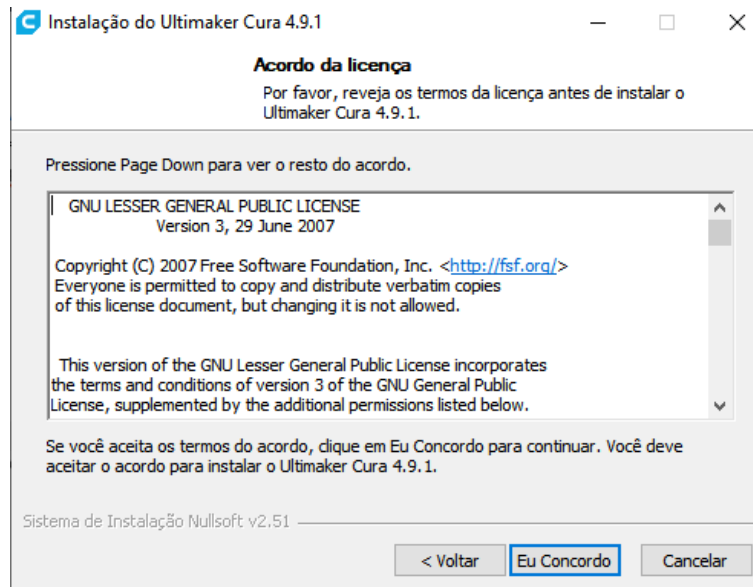 Instalação do Ultimaker Cura 4.9.1
Acordo da licença
Por favor, reveja os termos da licença antes de instalar o
Ultimaker Cura 4.9.1.
Pressione Page Down para ver o resto do acordo.
GNU LESSER GENERAL PUBLIC LICENSE
Version 3, 29 June 2007
Copyright (C) 2007 Free Software Foundation, Inc. <http://fsf.org/>
Everyone is permitted to copy and distribute verbatim copies
of this license document, but changing it is not allowed.
This version of the GNU Lesser General Public License incorporates
the terms and conditions of version 3 of the GNU General Public
License, supplemented by the additional permissions listed below.
Se você aceita os termos do acordo, clique em Eu Concordo para continuar. Você deve
aceitar o acordo para instalar o Ultimaker Cura 4.9.1.
Sistema de Instalação Nullsoft v2.51
< Voltar
Eu Concordo
Cancelar